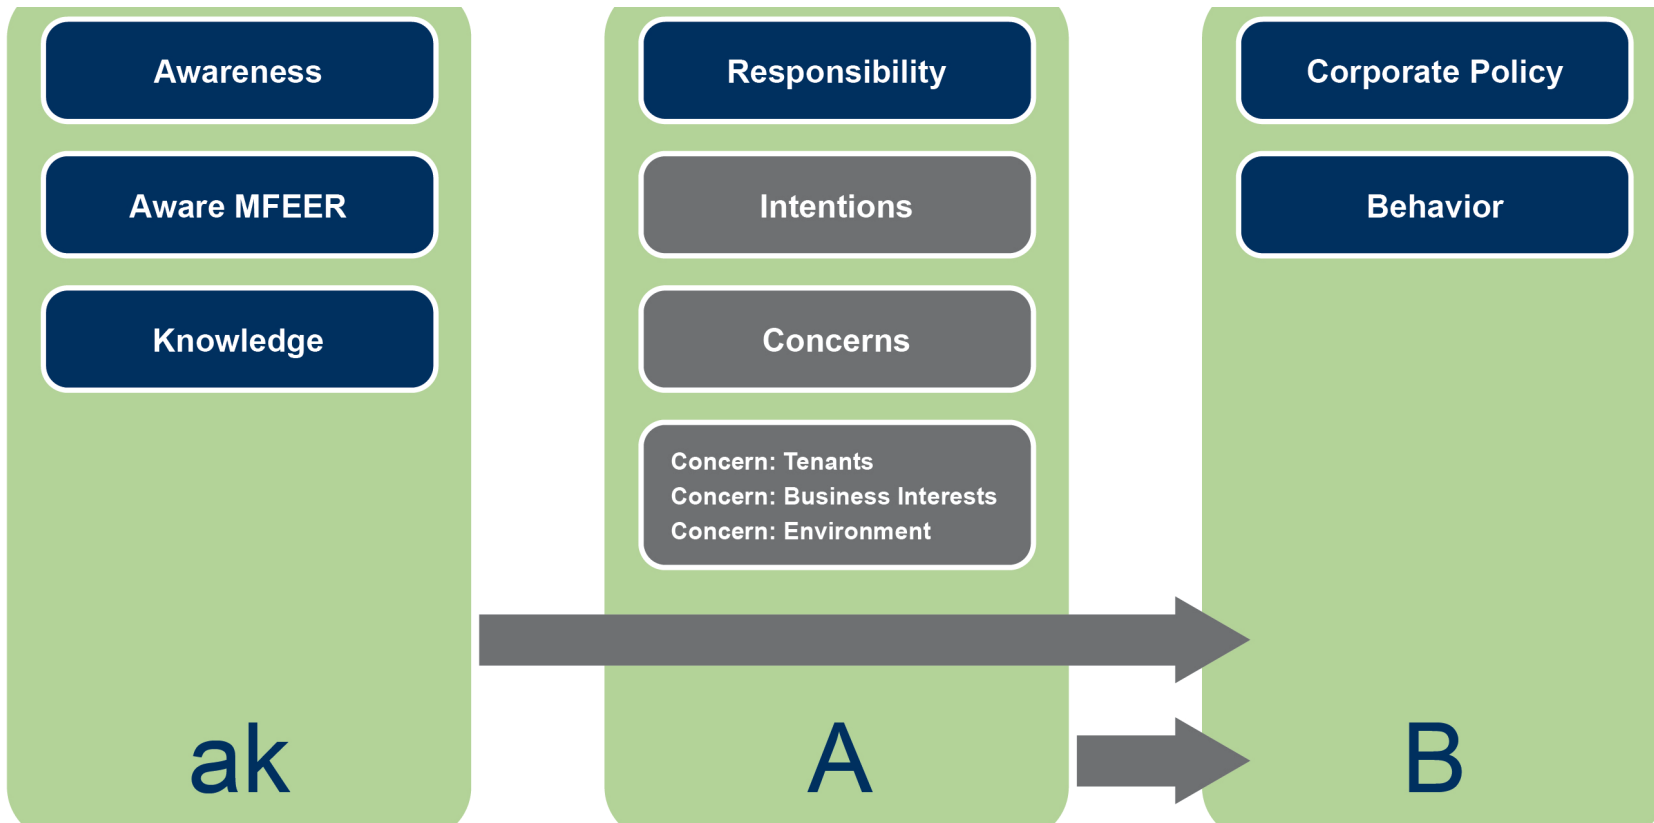 Awareness
Aware MFEER
Knowledge
ak
Responsibility
Intentions
Concerns
Concern: Tenants
Concern: Business Interests
Concern: Environment
A
Corporate Policy
Behavior
B